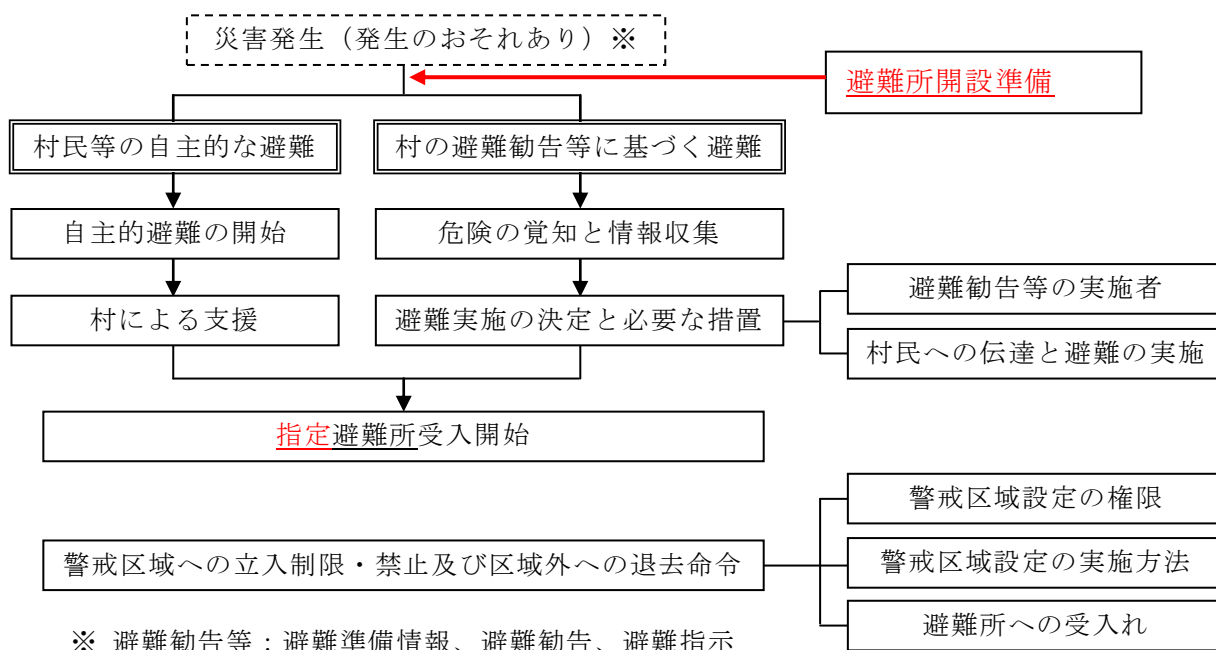 災害発生（発生のおそれあり）※
避難所開設準備
村民等の自主的な避難
村の避難勧告等に基づく避難
自主的避難の開始
危険の覚知と情報収集
村による支援
避難実施の決定と必要な措置
避難勧告等の実施者
村民への伝達と避難の実施
指定避難所受入開始
警戒区域への立入制限・禁止及び区域外への退去命令
警戒区域設定の権限
警戒区域設定の実施方法
避難所への受入れ
※ 避難勧告等：避難準備情報、避難勧告、避難指示